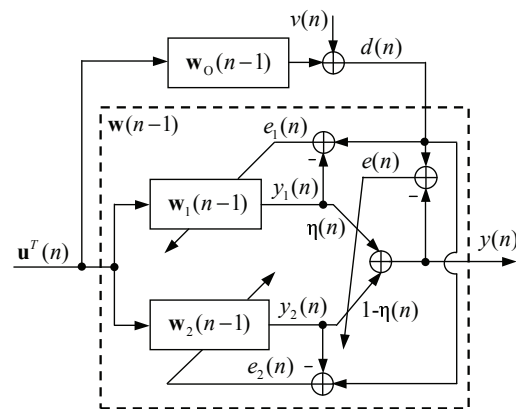 v(n)
d(n)
w_O(n−1)
w(n−1)
e_1(n)
-
e(n)
-
w_1(n−1)
y_1(n)
η(n)
u^T(n)
y(n)
w_2(n−1)
y_2(n)
1-η(n)
-
e_2(n)